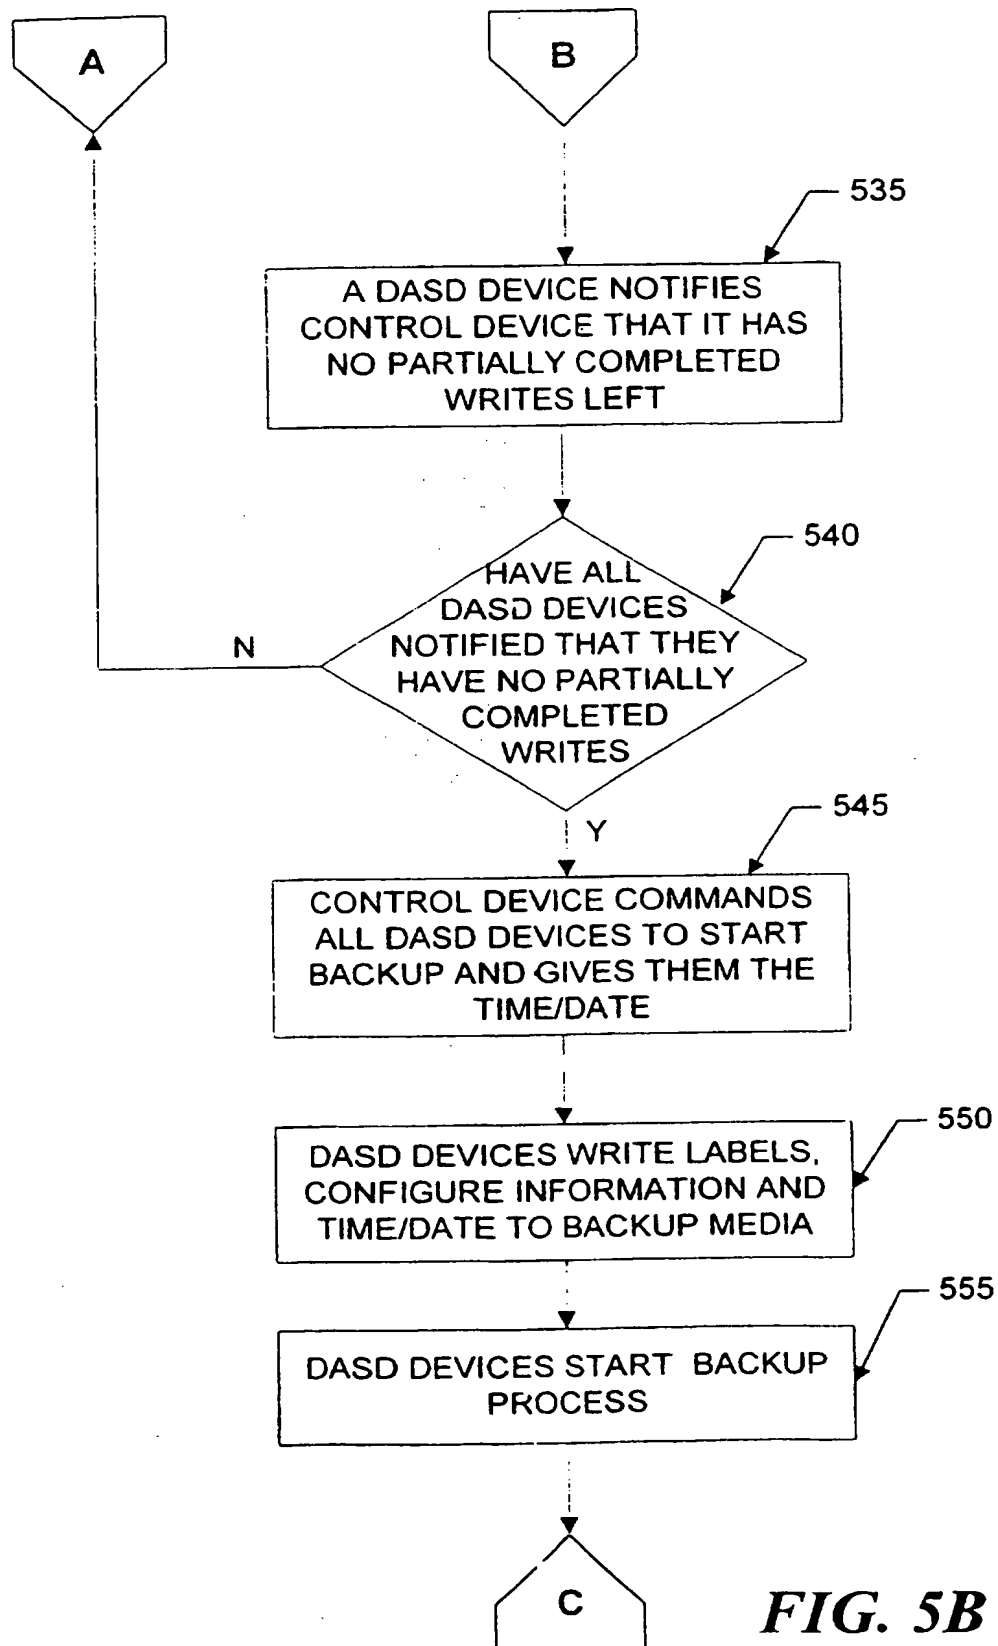 A
B
535
A DASD DEVICE NOTIFIES
CONTROL DEVICE THAT IT HAS
NO PARTIALLY COMPLETED
WRITES LEFT
540
HAVE ALL
DASD DEVICES
NOTIFIED THAT THEY
HAVE NO PARTIALLY
COMPLETED
WRITES
N
Y
545
CONTROL DEVICE COMMANDS
ALL DASD DEVICES TO START
BACKUP AND GIVES THEM THE
TIME/DATE
550
DASD DEVICES WRITE LABELS,
CONFIGURE INFORMATION AND
TIME/DATE TO BACKUP MEDIA
555
DASD DEVICES START BACKUP
PROCESS
C
FIG. 5B